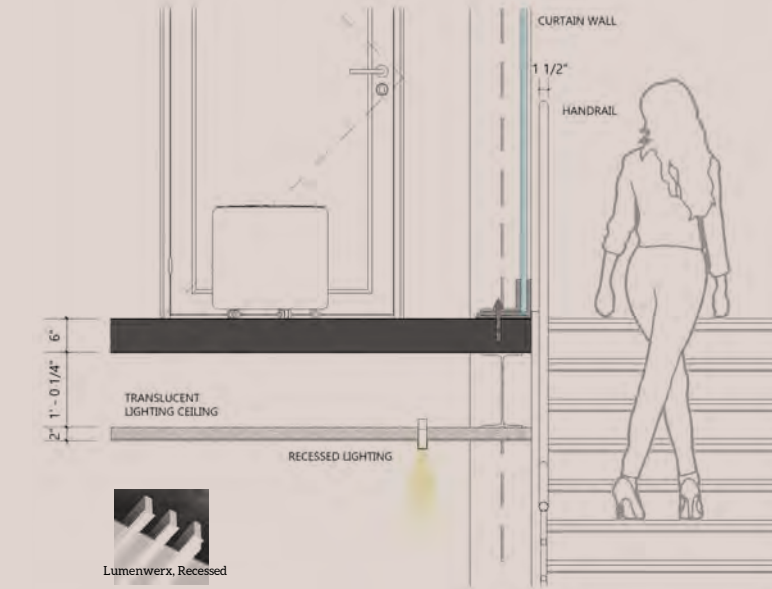 CURTAIN WALL
1 1/2"
HANDRAIL
6"
1' - 0 1/4"
TRANSLUCENT
LIGHTING CEILING
2"
RECESSED LIGHTING
Lumenwerx, Recessed